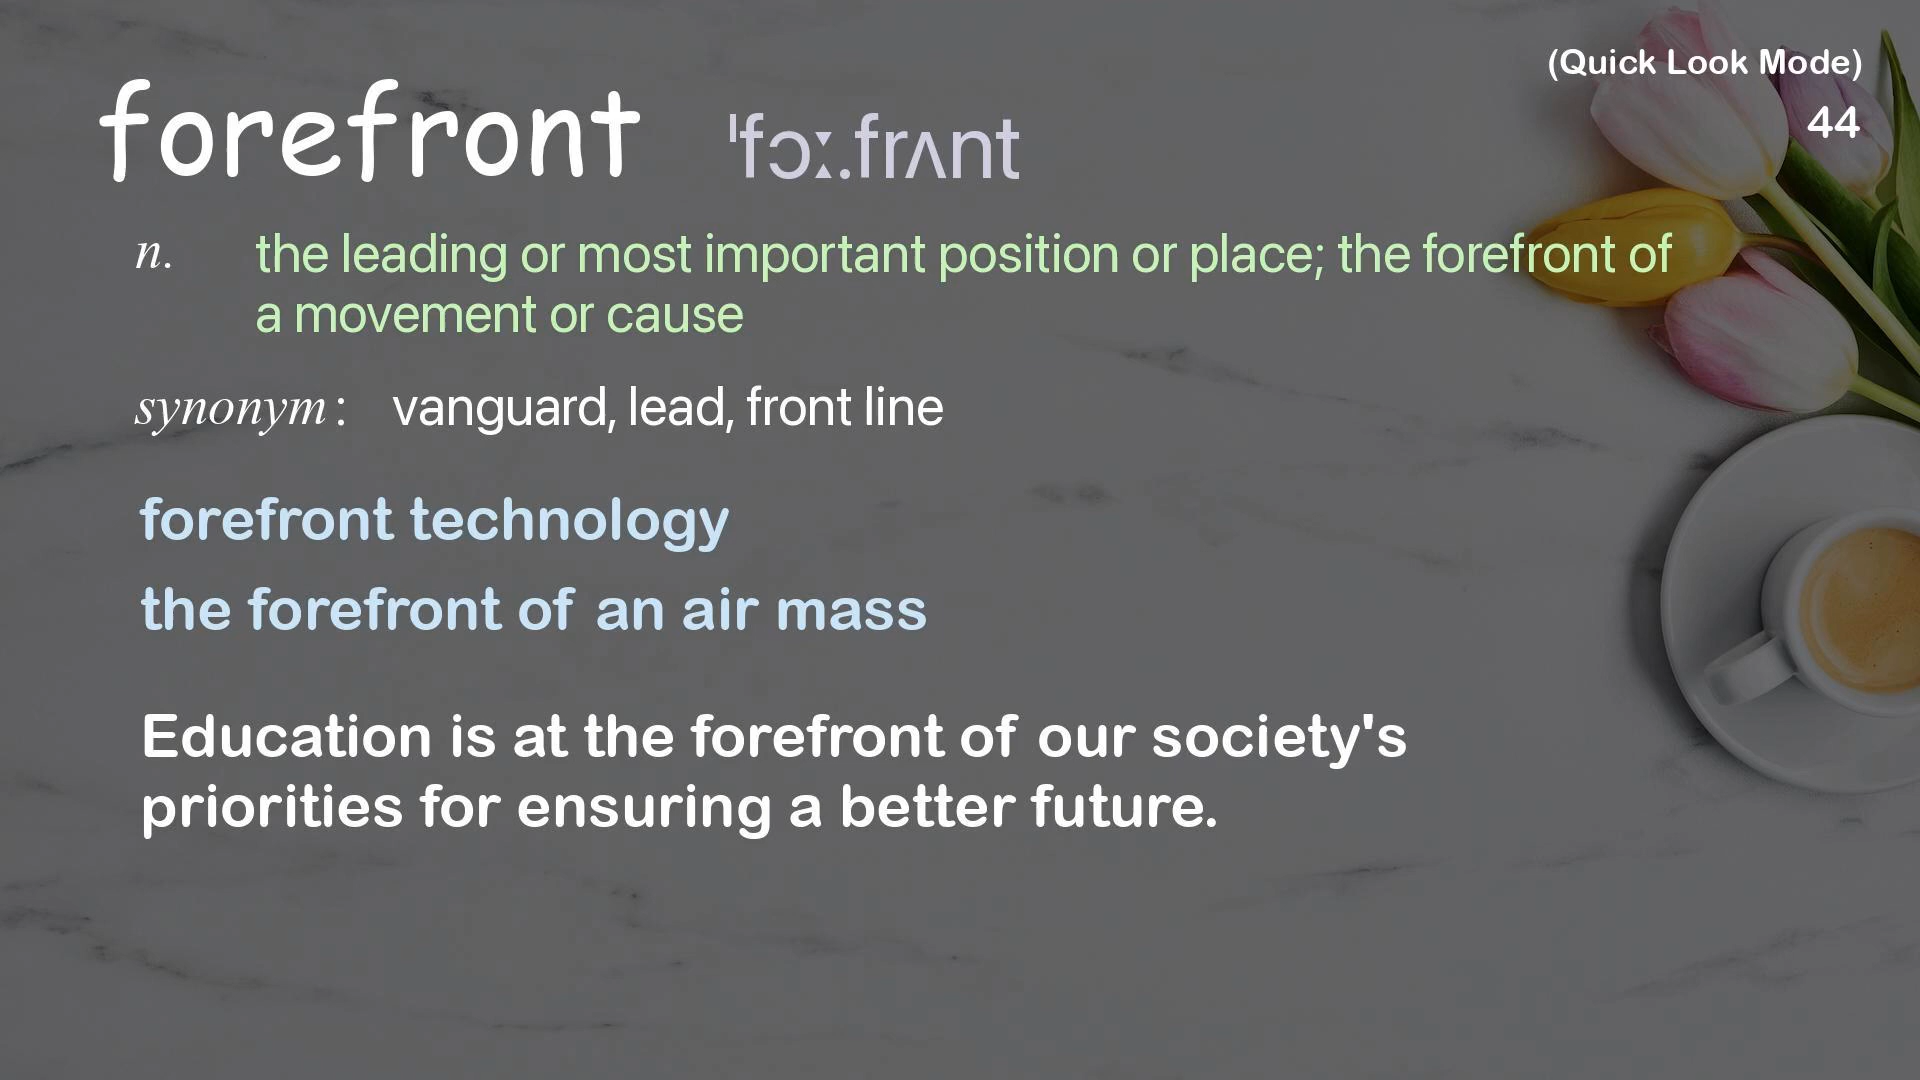 (Quick Look Mode)
44
forefront ˈfɔː.frʌnt
n. the leading or most important position or place; the forefront of
a movement or cause
synonym: vanguard, lead, front line
forefront technology
the forefront of an air mass
Education is at the forefront of our society's
priorities for ensuring a better future.